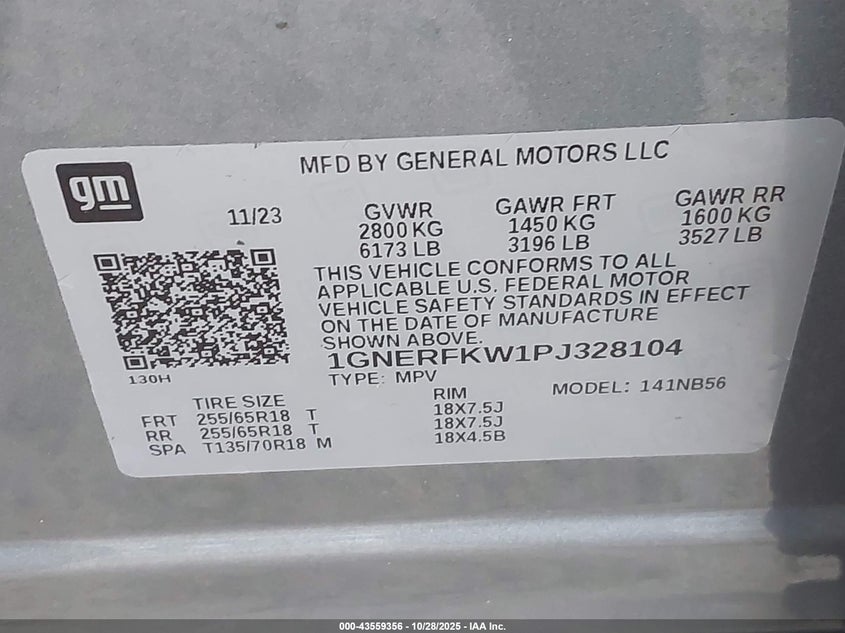 MFD BY GENERAL MOTORS LLC
gm
11/23
GVWR GAWR FRT GAWR RR
2800 KG 1450 KG 1600 KG
6173 LB 3196 LB 3527 LB
THIS VEHICLE CONFORMS TO ALL
APPLICABLE U.S. FEDERAL MOTOR
VEHICLE SAFETY STANDARDS IN EFFECT
ON THE DATE OF MANUFACTURE
SHOWN ABOVE.
1GNERFKW1PJ328104
130H
TYPE: MPV MODEL: 141NB56
TIRE SIZE RIM
FRT 255/65R18 T 18X7.5J
RR 255/65R18 T 18X7.5J
SPA T135/70R18 M 18X4.5B
000-43559356 - 10/28/2025 - IAA Inc.